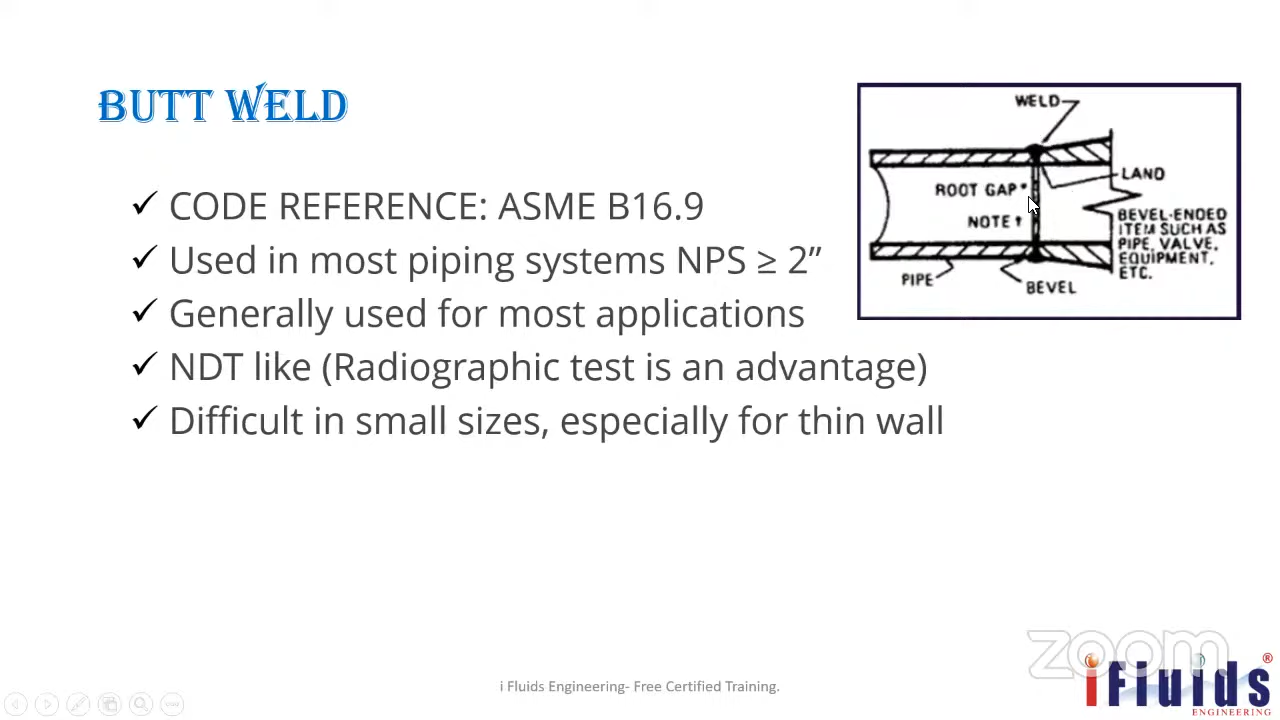 BUTT WELD
✓ CODE REFERENCE: ASME B16.9
✓ Used in most piping systems NPS ≥ 2”
✓ Generally used for most applications
✓ NDT like (Radiographic test is an advantage)
✓ Difficult in small sizes, especially for thin wall
WELD
LAND
ROOT GAP*
NOTE †
BEVEL-ENDED
ITEM SUCH AS
PIPE, VALVE,
EQUIPMENT,
ETC.
PIPE
BEVEL
zoom
i Fluids Engineering- Free Certified Training.
iFluids®
ENGINEERING